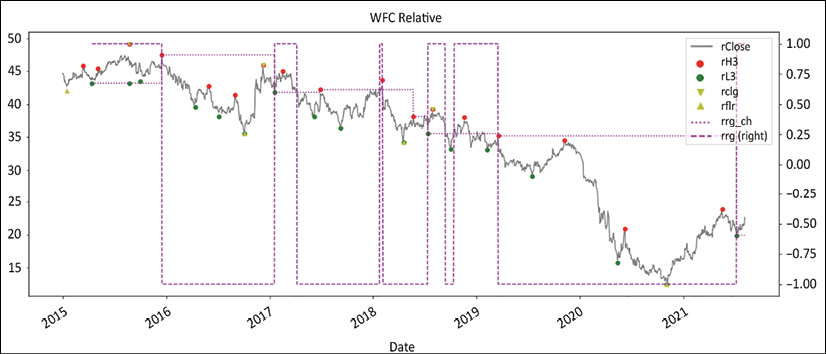 WFC Relative
50
45
40
35
30
25
20
15
1.00
0.75
0.50
0.25
0.00
−0.25
−0.50
−0.75
−1.00
rClose
rH3
rL3
rclg
rflr
rrg_ch
rrg (right)
2015 2016 2017 2018 2019 2020 2021
Date